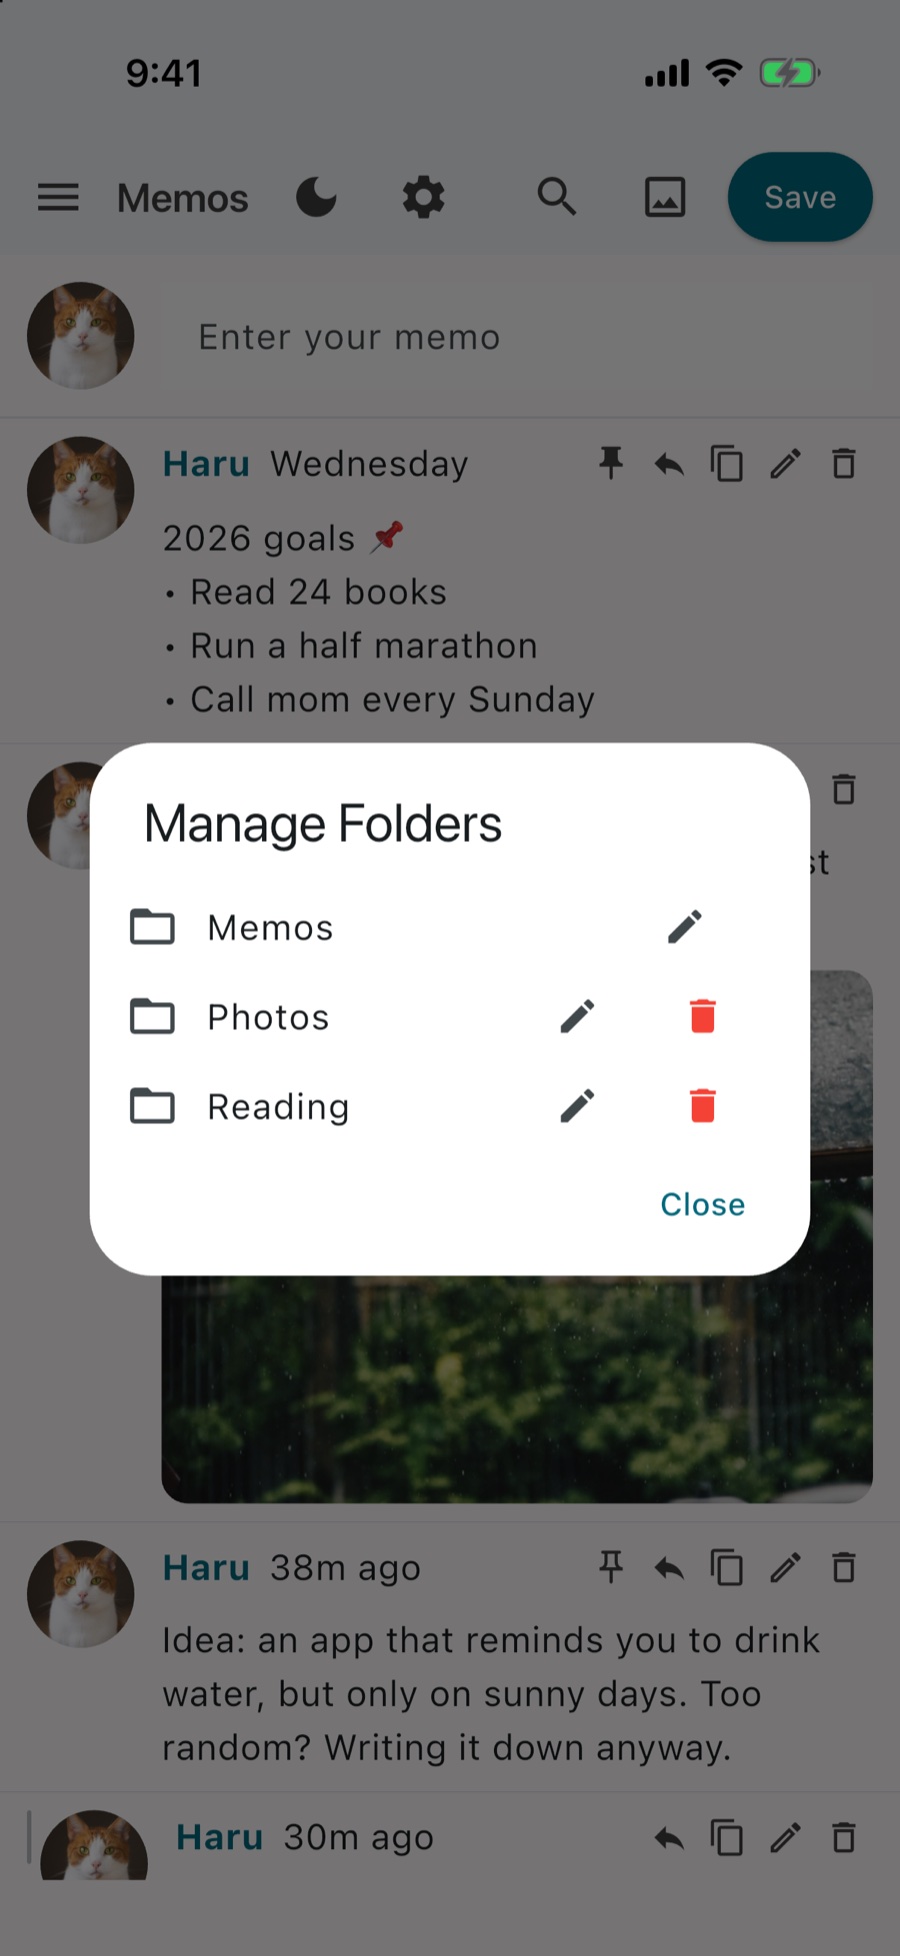 9:41
Memos
Save
Enter your memo
Haru Wednesday
2026 goals 📌
• Read 24 books
• Run a half marathon
• Call mom every Sunday
Manage Folders
Memos
Photos
Reading
Close
Haru 38m ago
Idea: an app that reminds you to drink
water, but only on sunny days. Too
random? Writing it down anyway.
Haru 30m ago